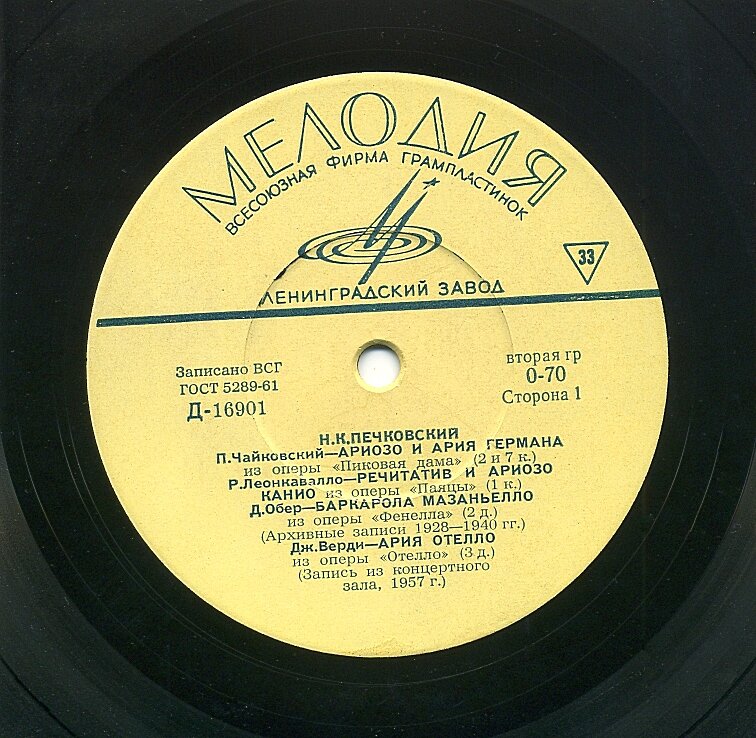 МЕЛОДИЯ
ВСЕСОЮЗНАЯ ФИРМА ГРАМПЛАСТИНОК
33
ЛЕНИНГРАДСКИЙ ЗАВОД
Записано ВСГ
ГОСТ 5289-61
Д-16901
вторая гр
0-70
Сторона 1
Н.К.ПЕЧКОВСКИЙ
П.Чайковский—АРИОЗО И АРИЯ ГЕРМАНА
из оперы «Пиковая дама» (2 и 7 к.)
Р.Леонкавалло—РЕЧИТАТИВ И АРИОЗО
КАНИО из оперы «Паяцы» (1 к.)
Д.Обер—БАРКАРОЛА МАЗАНЬЕЛЛО
из оперы «Фенелла» (2 д.)
(Архивные записи 1928—1940 гг.)
Дж.Верди—АРИЯ ОТЕЛЛО
из оперы «Отелло» (3 д.)
(Запись из концертного
зала, 1957 г.)